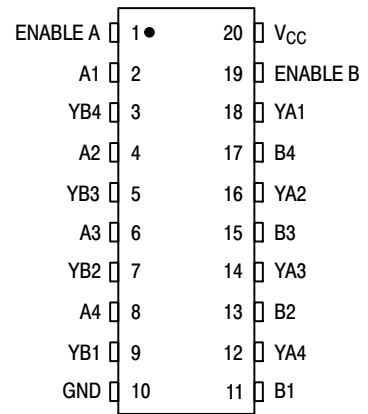 ENABLE A 1 20 VCC
A1 2 19 ENABLE B
YB4 3 18 YA1
A2 4 17 B4
YB3 5 16 YA2
A3 6 15 B3
YB2 7 14 YA3
A4 8 13 B2
YB1 9 12 YA4
GND 10 11 B1